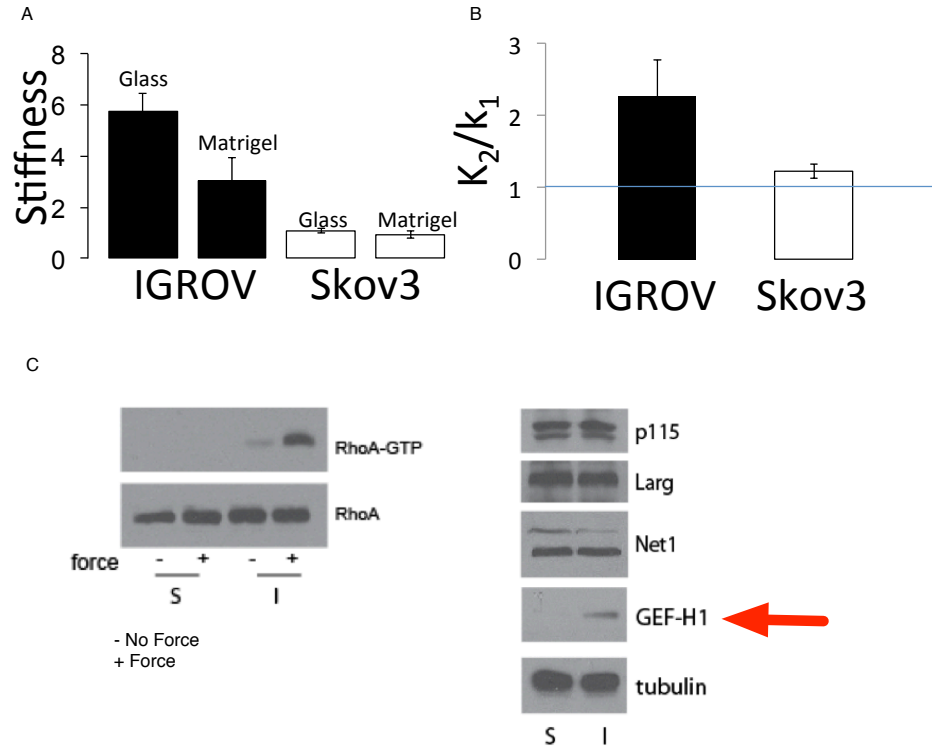 A
Stiffness
8
6
4
2
0
Glass
Matrigel
Glass
Matrigel
IGROV
Skov3
B
K2/k1
3
2
1
0
IGROV
Skov3
C
RhoA-GTP
RhoA
force
-
+
-
+
S
I
- No Force
+ Force
p115
Larg
Net1
GEF-H1
tubulin
S
I